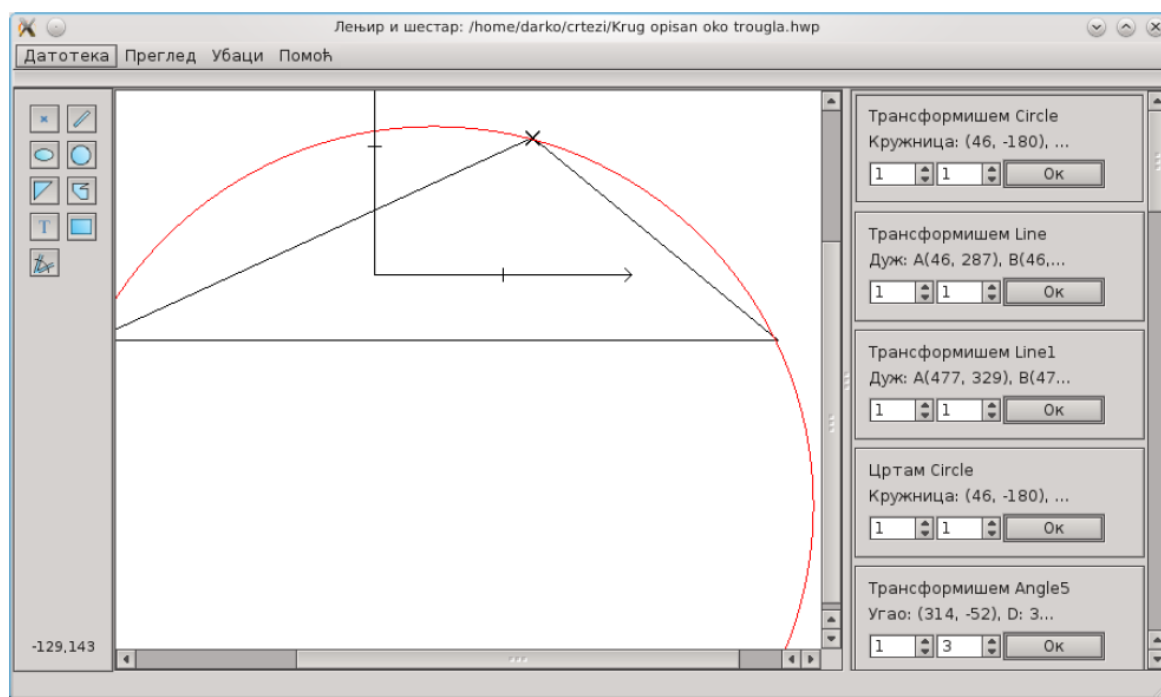 Лењир и шестар: /home/darko/crtezi/Krug opisan oko trougla.hwp
Датотека Преглед Убаци Помоћ
T
-129,143
Трансформишем Circle
Кружница: (46, -180), ...
1 1 Ок
Трансформишем Line
Дуж: A(46, 287), B(46,...
1 1 Ок
Трансформишем Line1
Дуж: A(477, 329), B(47...
1 1 Ок
Цртам Circle
Кружница: (46, -180), ...
1 1 Ок
Трансформишем Angle5
Угао: (314, -52), D: 3...
1 3 Ок